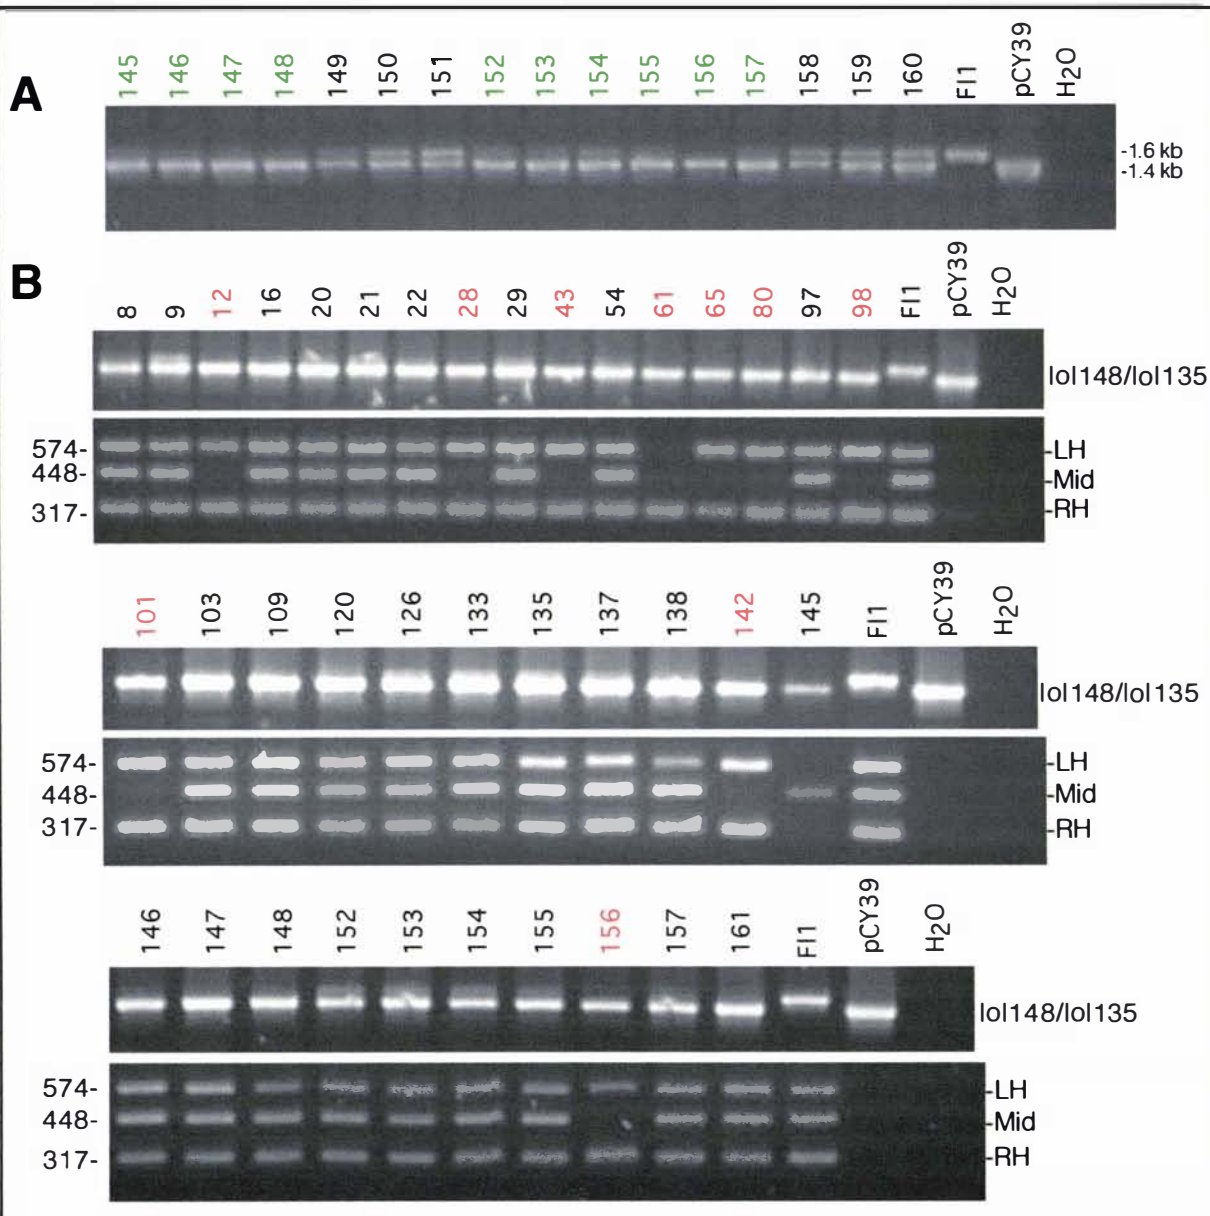 A
145 146 147 148 149 150 151 152 153 154 155 156 157 158 159 160 FI1 pCY39 H2O
-1.6 kb
-1.4 kb
B
8 9 12 16 20 21 22 28 29 43 54 61 65 80 97 98 FI1 pCY39 H2O
lol148/lol135
574- -LH
448- -Mid
317- -RH
101 103 109 120 126 133 135 137 138 142 145 FI1 pCY39 H2O
lol148/lol135
574- -LH
448- -Mid
317- -RH
146 147 148 152 153 154 155 156 157 161 FI1 pCY39 H2O
lol148/lol135
574- -LH
448- -Mid
317- -RH